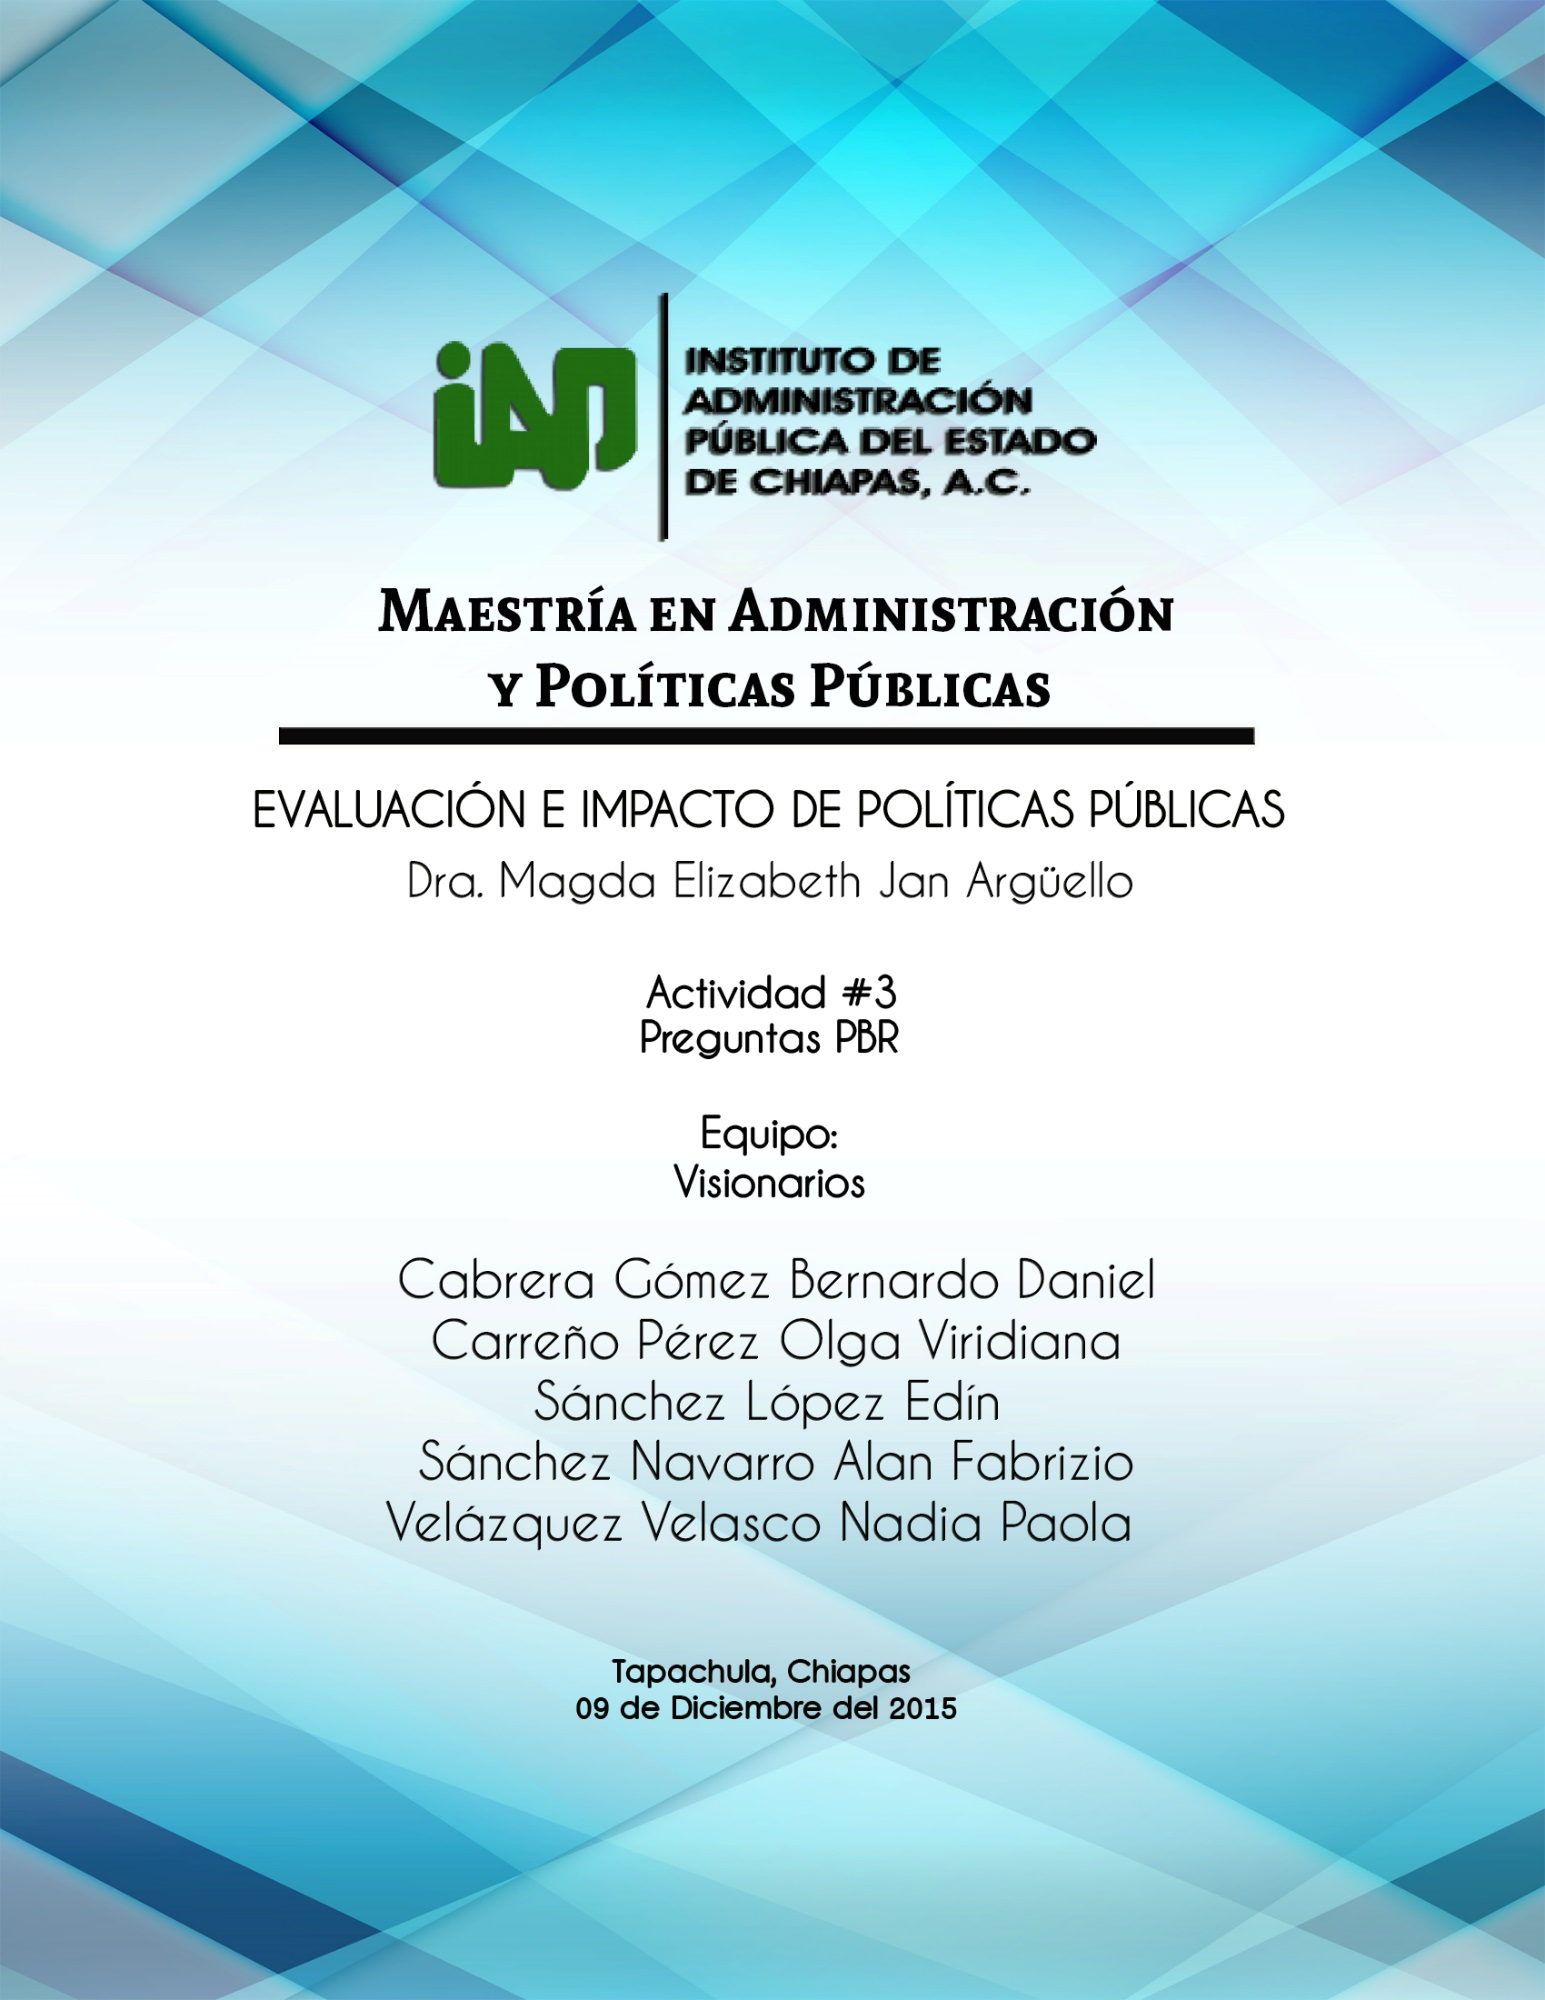 iAP
INSTITUTO DE
ADMINISTRACIÓN
PÚBLICA DEL ESTADO
DE CHIAPAS, A.C.
MAESTRÍA EN ADMINISTRACIÓN
Y POLÍTICAS PÚBLICAS
EVALUACIÓN E IMPACTO DE POLÍTICAS PÚBLICAS
Dra. Magda Elizabeth Jan Argüello
Actividad #3
Preguntas PBR
Equipo:
Visionarios
Cabrera Gómez Bernardo Daniel
Carreño Pérez Olga Viridiana
Sánchez López Edín
Sánchez Navarro Alan Fabrizio
Velázquez Velasco Nadia Paola
Tapachula, Chiapas
09 de Diciembre del 2015